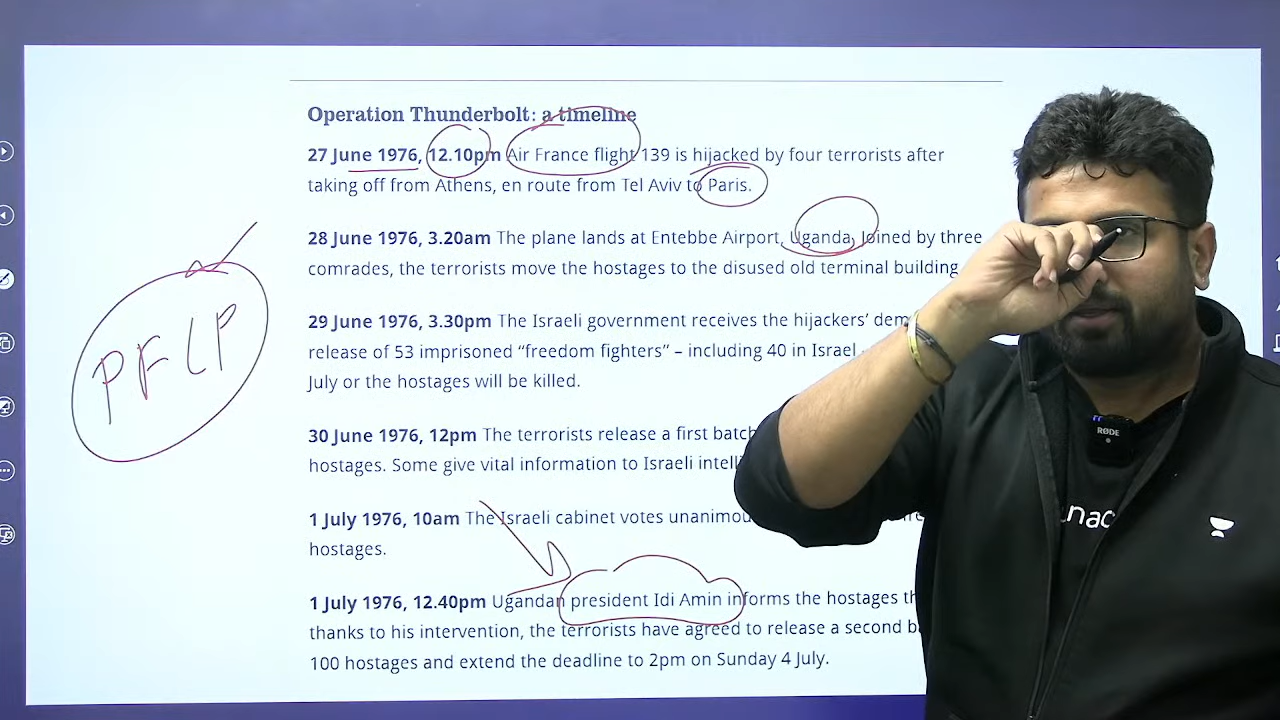 Operation Thunderbolt: a timeline
27 June 1976, 12.10pm Air France flight 139 is hijacked by four terrorists after
taking off from Athens, en route from Tel Aviv to Paris.
28 June 1976, 3.20am The plane lands at Entebbe Airport, Uganda. Joined by three
comrades, the terrorists move the hostages to the disused old terminal building
29 June 1976, 3.30pm The Israeli government receives the hijackers’
release of 53 imprisoned “freedom fighters” – including 40 in Israel
July or the hostages will be killed.
30 June 1976, 12pm The terrorists release a first
hostages. Some give vital information to Israeli
1 July 1976, 10am The Israeli cabinet votes
hostages.
1 July 1976, 12.40pm Ugandan president Idi Amin informs the hostages
thanks to his intervention, the terrorists have agreed to release a second
100 hostages and extend the deadline to 2pm on Sunday 4 July.
PFLP
RØDE